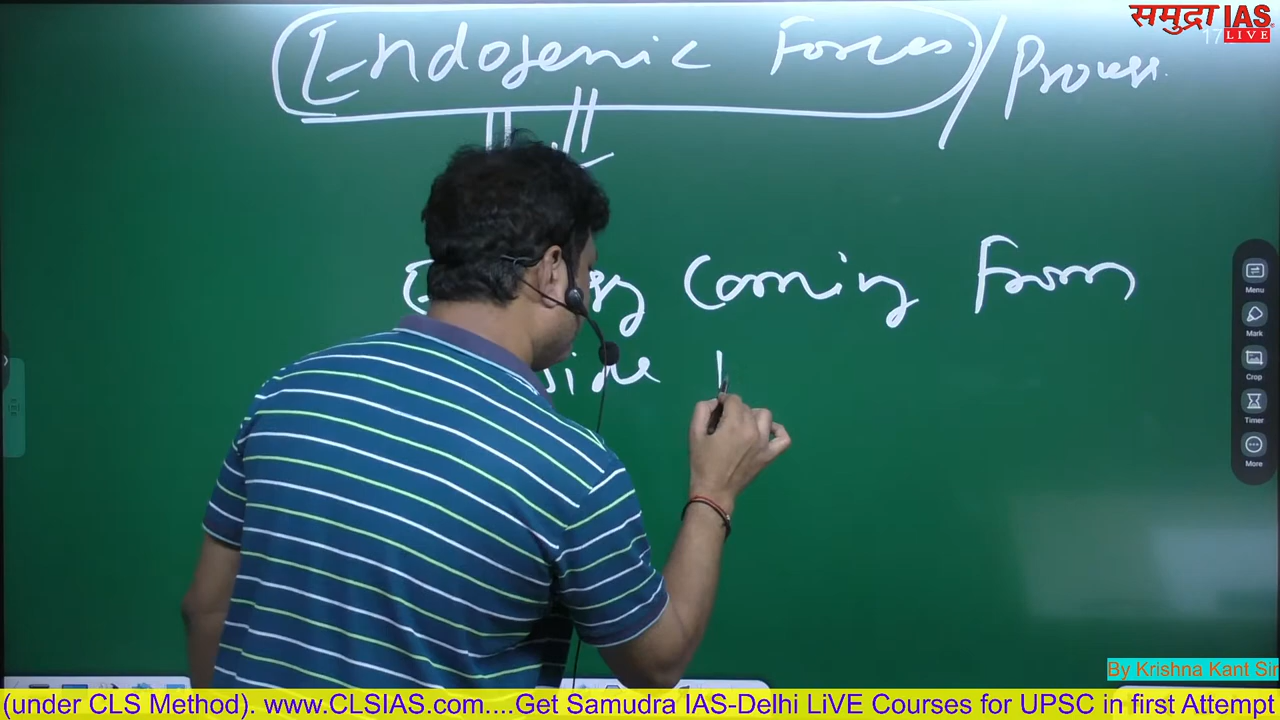 समुद्रा IAS
17 LIVE
Endogenic Forces / Process
Coming From
Menu
Mark
Crop
Timer
More
By Krishna Kant Sir
(under CLS Method). www.CLSIAS.com....Get Samudra IAS-Delhi LiVE Courses for UPSC in first Attempt